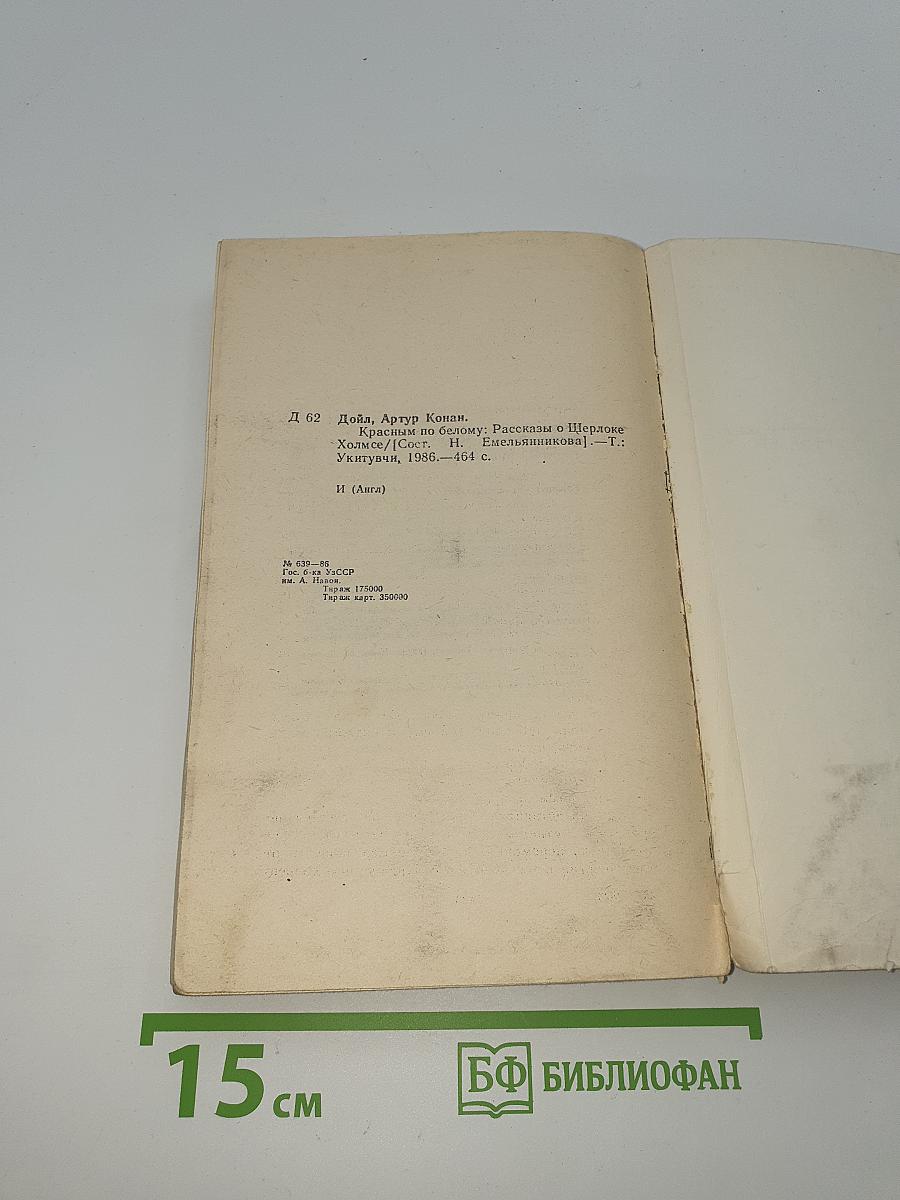 Д 62 Дойл, Артур Конан.
Красным по белому: Рассказы о Шерлоке
Холмсе/[Сост. Н. Емельянникова].—Т.:
Укитувчи, 1986.—464 с.
И (Англ)
№ 639—86
Гос. б-ка УзССР
им. А. Навои.
Тираж 175000
Тираж карт. 350000
15 см
БФ БИБЛИОФАН